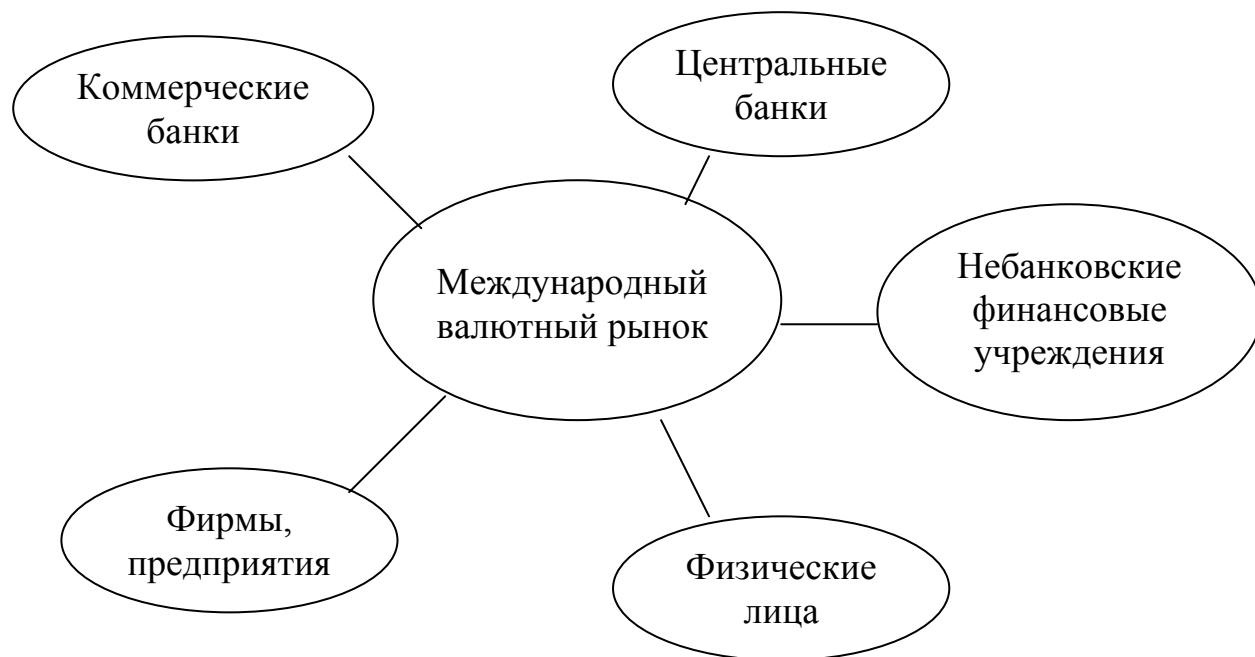 Коммерческие
банки
Центральные
банки
Международный
валютный рынок
Небанковские
финансовые
учреждения
Фирмы,
предприятия
Физические
лица